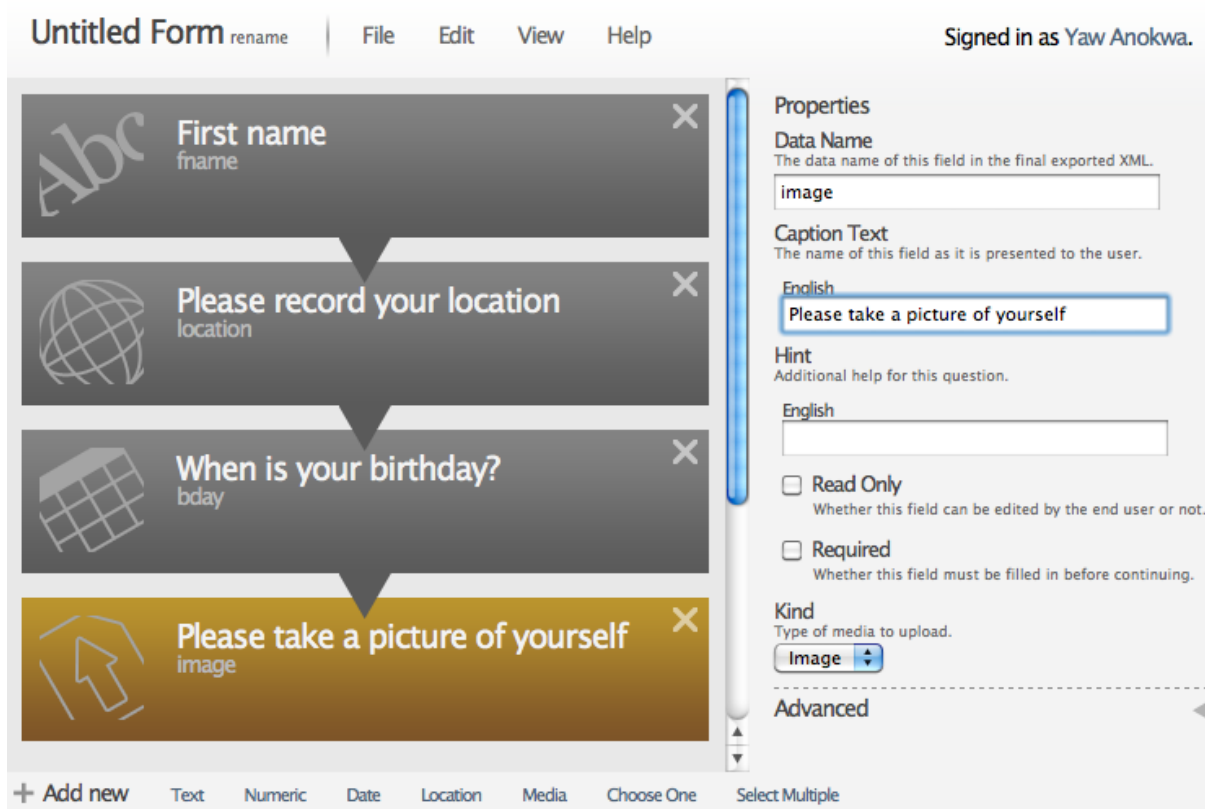 Untitled Form rename File Edit View Help Signed in as Yaw Anokwa.
Abc
First name
fname
Please record your location
location
When is your birthday?
bday
Please take a picture of yourself
image
Properties
Data Name
The data name of this field in the final exported XML.
image
Caption Text
The name of this field as it is presented to the user.
English
Please take a picture of yourself
Hint
Additional help for this question.
English
Read Only
Whether this field can be edited by the end user or not.
Required
Whether this field must be filled in before continuing.
Kind
Type of media to upload.
Image
Advanced
+ Add new Text Numeric Date Location Media Choose One Select Multiple